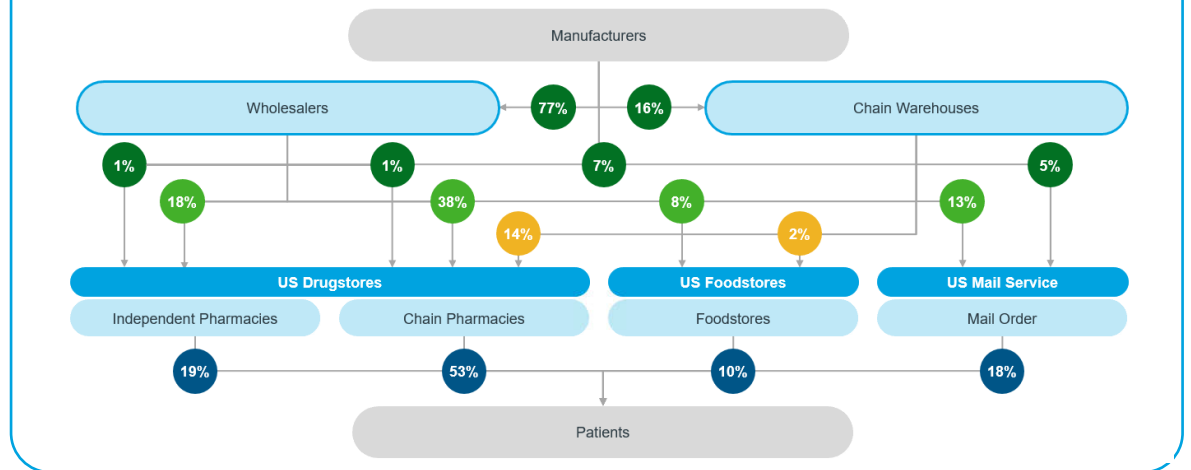 Manufacturers
Wholesalers
77%
16%
Chain Warehouses
1%
1%
7%
5%
18%
38%
8%
13%
14%
2%
US Drugstores
US Foodstores
US Mail Service
Independent Pharmacies
Chain Pharmacies
Foodstores
Mail Order
19%
53%
10%
18%
Patients